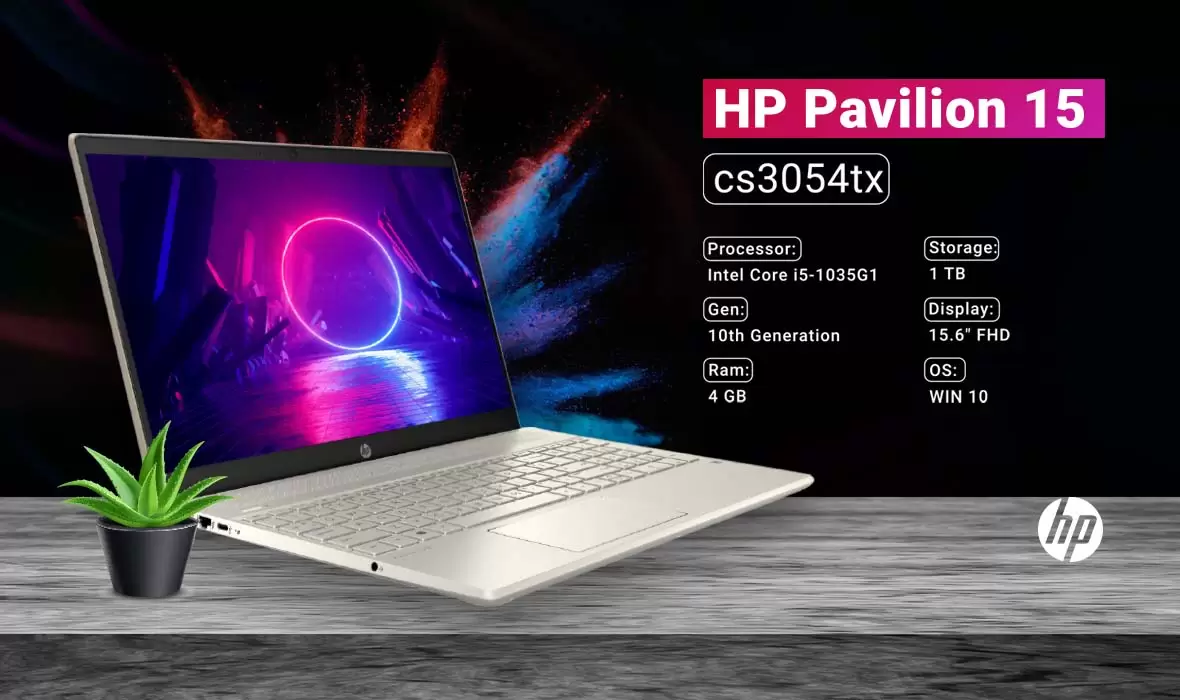 HP Pavilion 15
cs3054tx
Processor:
Intel Core i5-1035G1
Gen:
10th Generation
Ram:
4 GB
Storage:
1 TB
Display:
15.6" FHD
OS:
WIN 10
hp
hp